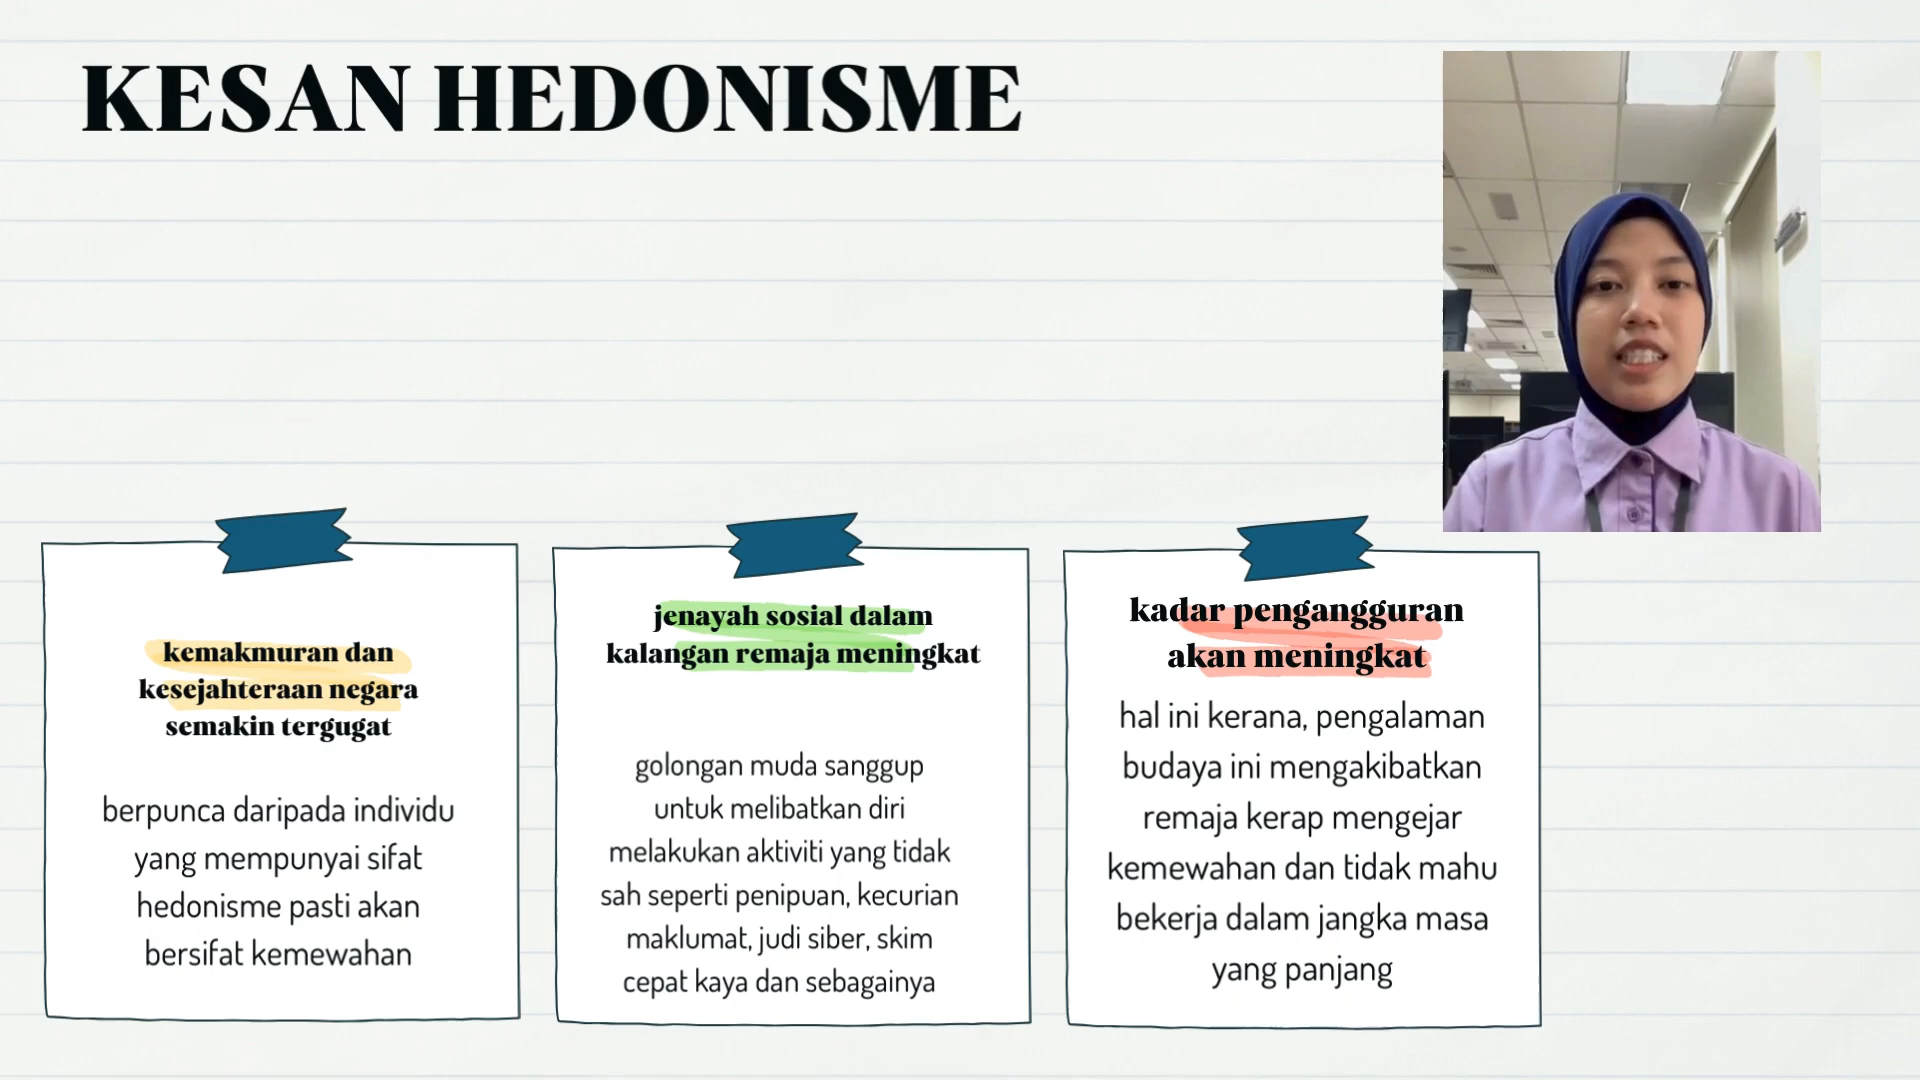 KESAN HEDONISME
kemakmuran dan
kesejahteraan negara
semakin tergugat
berpunca daripada individu
yang mempunyai sifat
hedonisme pasti akan
bersifat kemewahan
jenayah sosial dalam
kalangan remaja meningkat
golongan muda sanggup
untuk melibatkan diri
melakukan aktiviti yang tidak
sah seperti penipuan, kecurian
maklumat, judi siber, skim
cepat kaya dan sebagainya
kadar pengangguran
akan meningkat
hal ini kerana, pengalaman
budaya ini mengakibatkan
remaja kerap mengejar
kemewahan dan tidak mahu
bekerja dalam jangka masa
yang panjang